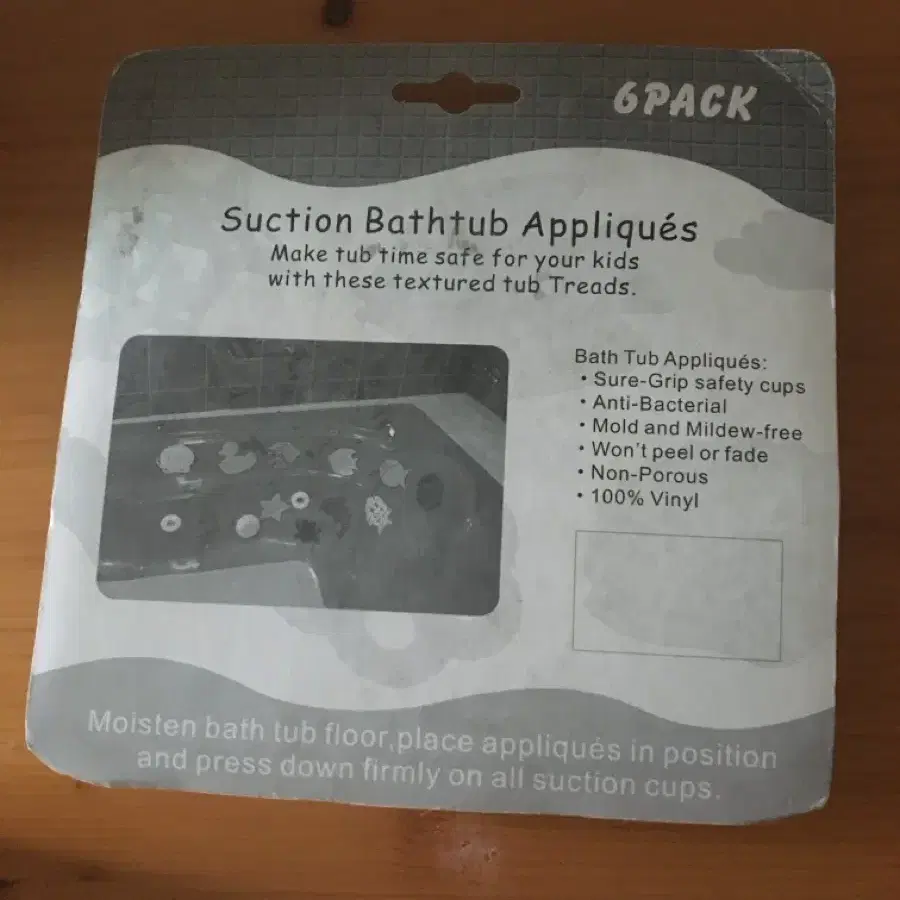 6PACK
Suction Bathtub Appliqués
Make tub time safe for your kids
with these textured tub Treads.
Bath Tub Appliqués:
• Sure-Grip safety cups
• Anti-Bacterial
• Mold and Mildew-free
• Won't peel or fade
• Non-Porous
• 100% Vinyl
Moisten bath tub floor,place appliqués in position
and press down firmly on all suction cups.